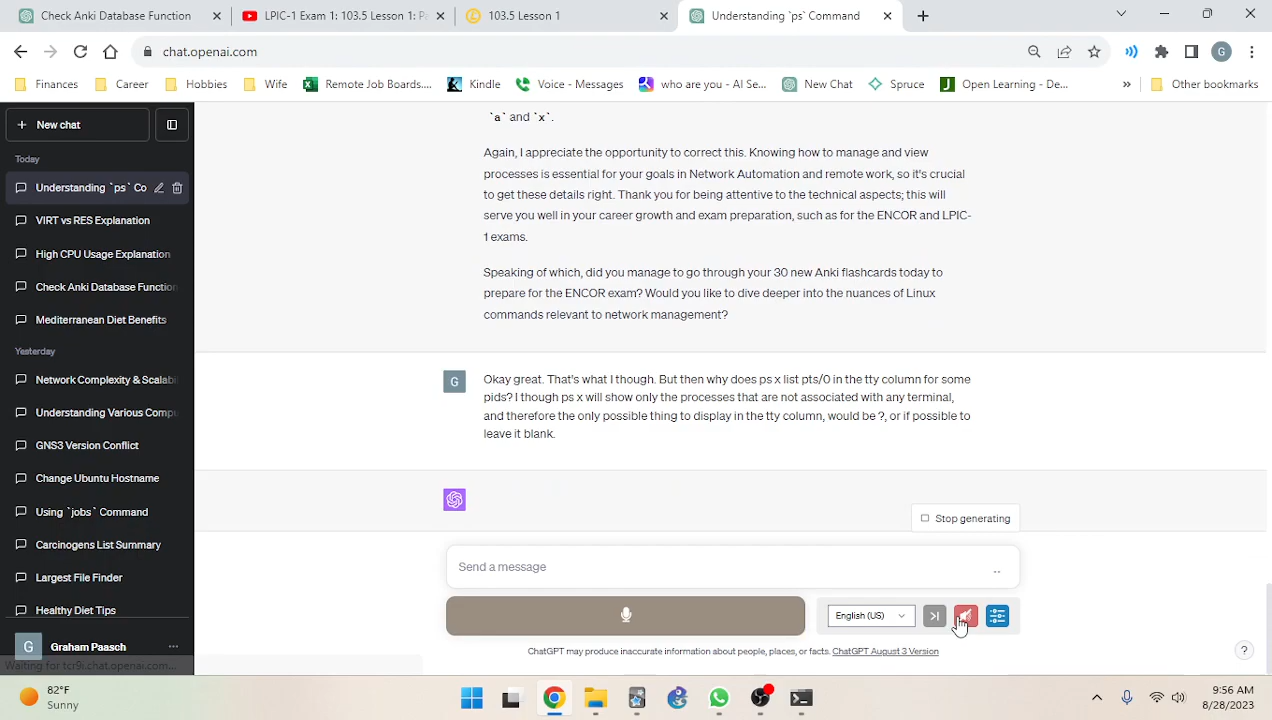 Check Anki Database Function
LPIC-1 Exam 1: 103.5 Lesson 1: Pa
103.5 Lesson 1
Understanding `ps` Command
chat.openai.com
G
Finances
Career
Hobbies
Wife
Remote Job Boards....
Kindle
Voice - Messages
who are you - AI Se...
New Chat
Spruce
Open Learning - De...
»
Other bookmarks
New chat
Today
Understanding `ps` Co
VIRT vs RES Explanation
High CPU Usage Explanation
Check Anki Database Function
Mediterranean Diet Benefits
Yesterday
Network Complexity & Scalabi
Understanding Various Compu
GNS3 Version Conflict
Change Ubuntu Hostname
Using `jobs` Command
Carcinogens List Summary
Largest File Finder
Healthy Diet Tips
G
Graham Paasch
...
Waiting for tcr9i.chat.openai.com...
`a` and `x`.
Again, I appreciate the opportunity to correct this. Knowing how to manage and view
processes is essential for your goals in Network Automation and remote work, so it's crucial
to get these details right. Thank you for being attentive to the technical aspects; this will
serve you well in your career growth and exam preparation, such as for the ENCOR and LPIC-
1 exams.
Speaking of which, did you manage to go through your 30 new Anki flashcards today to
prepare for the ENCOR exam? Would you like to dive deeper into the nuances of Linux
commands relevant to network management?
G
Okay great. That's what I though. But then why does ps x list pts/0 in the tty column for some
pids? I though ps x will show only the processes that are not associated with any terminal,
and therefore the only possible thing to display in the tty column, would be ?, or if possible to
leave it blank.
Stop generating
Send a message
..
English (US)
ChatGPT may produce inaccurate information about people, places, or facts. ChatGPT August 3 Version
?
82°F
Sunny
9:56 AM
8/28/2023